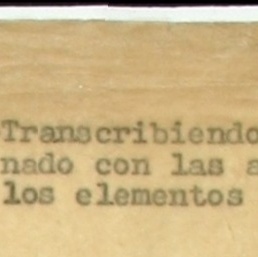 Transcribiendo
nado con las a
los elementos